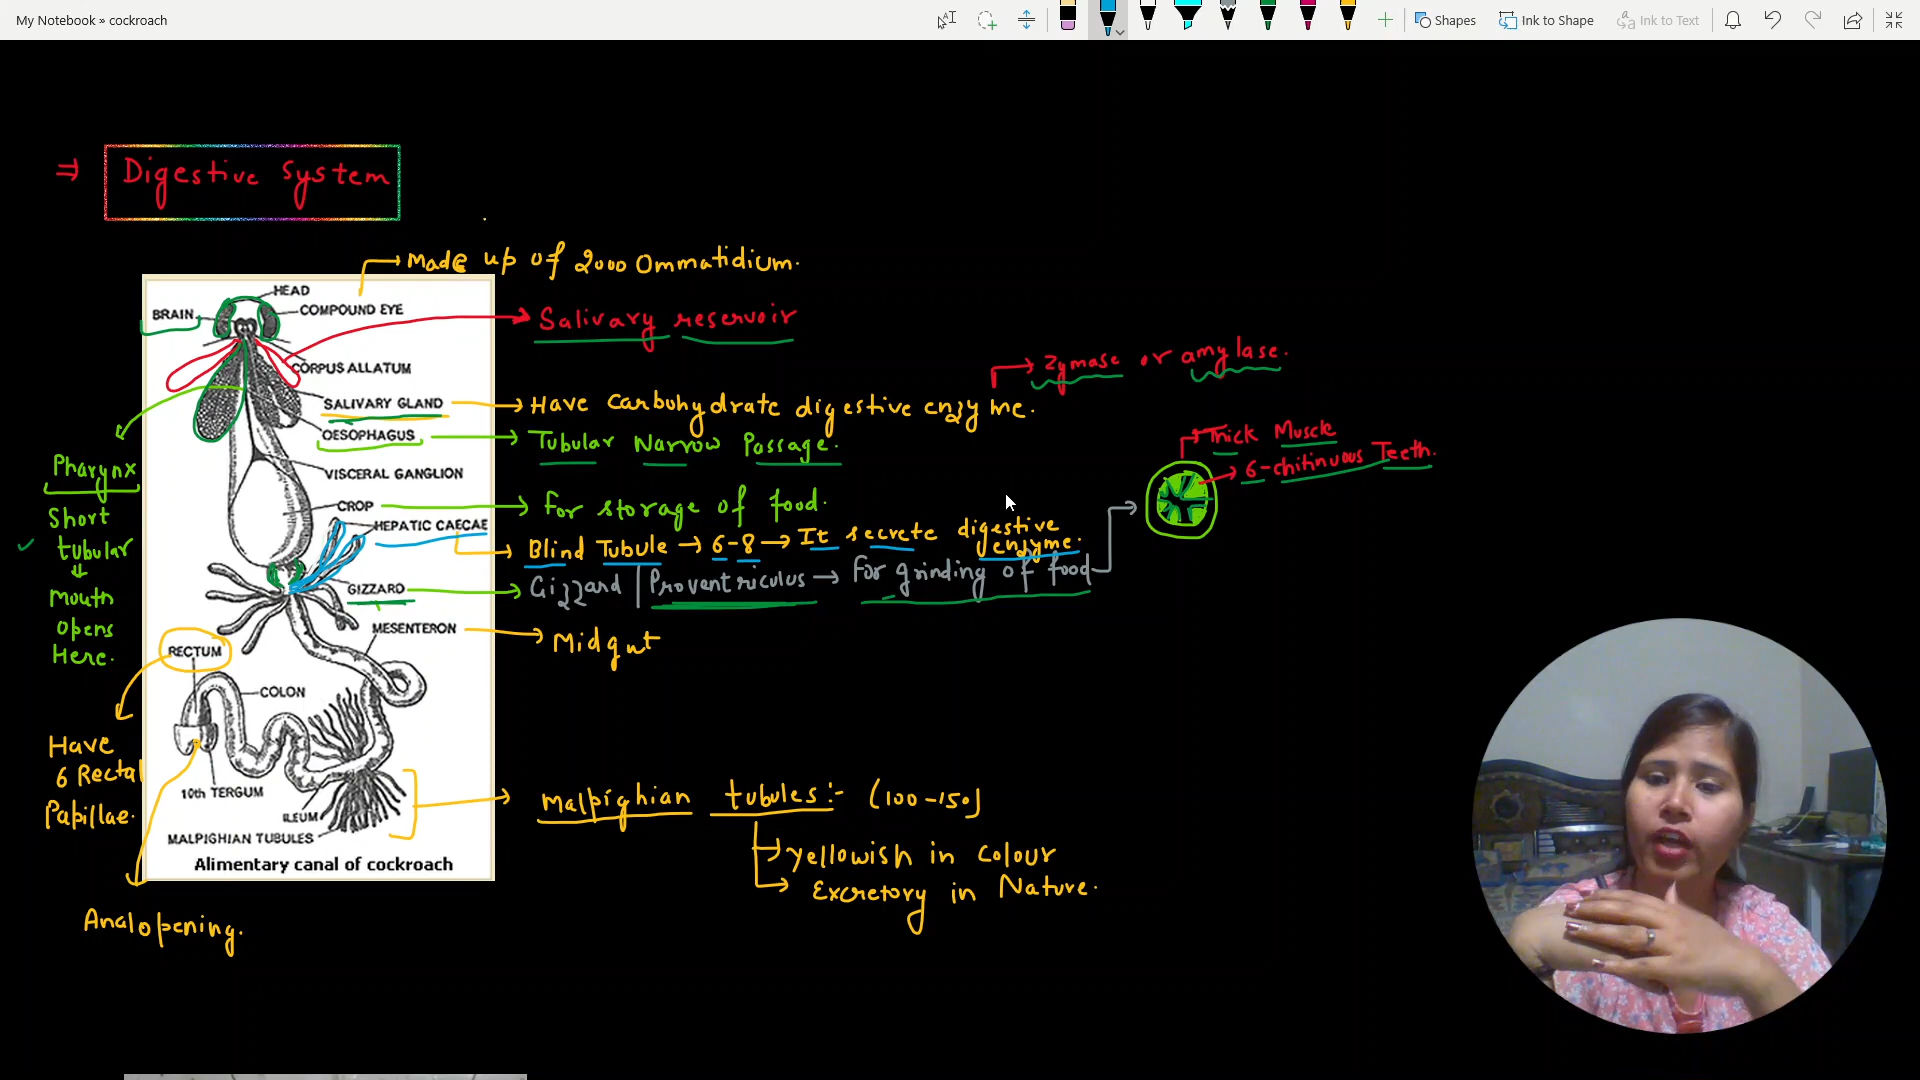 My Notebook » cockroach
Shapes
Ink to Shape
Ink to Text
⇒ Digestive System
Made up of 2000 Ommatidium.
HEAD
COMPOUND EYE
BRAIN
Salivary reservoir
CORPUS ALLATUM
Zymase or amylase.
SALIVARY GLAND
Have Carbohydrate digestive enzyme.
OESOPHAGUS
Tubular Narrow Passage.
Thick Muscle
6-chitinuous Teeth.
VISCERAL GANGLION
Pharynx
Short
tubular
Mouth
opens
Here.
CROP
For storage of food.
HEPATIC CAECAE
Blind Tubule → 6-8 → It secrete digestive
enzyme.
GIZZARD
Gizzard | Proventriculus → For grinding of food
MESENTERON
Midgut
RECTUM
COLON
Have
6 Rectal
Papillae.
10th TERGUM
ILEUM
MALPIGHIAN TUBULES
Malpighian tubules:- (100-150)
Yellowish in Colour
Excretory in Nature.
Alimentary canal of cockroach
Anal opening.